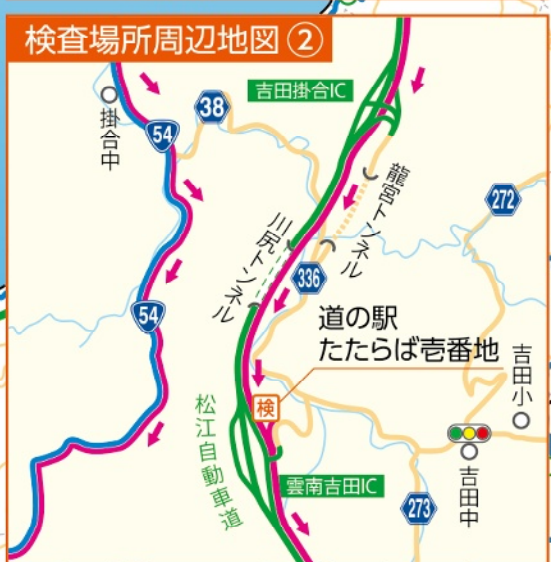 検査場所周辺地図②
吉田掛合IC
38
54
掛合中
龍宮トンネル
272
川尻トンネル
336
54
道の駅
たたらば壱番地
吉田小
検
松江自動車道
雲南吉田IC
吉田中
273